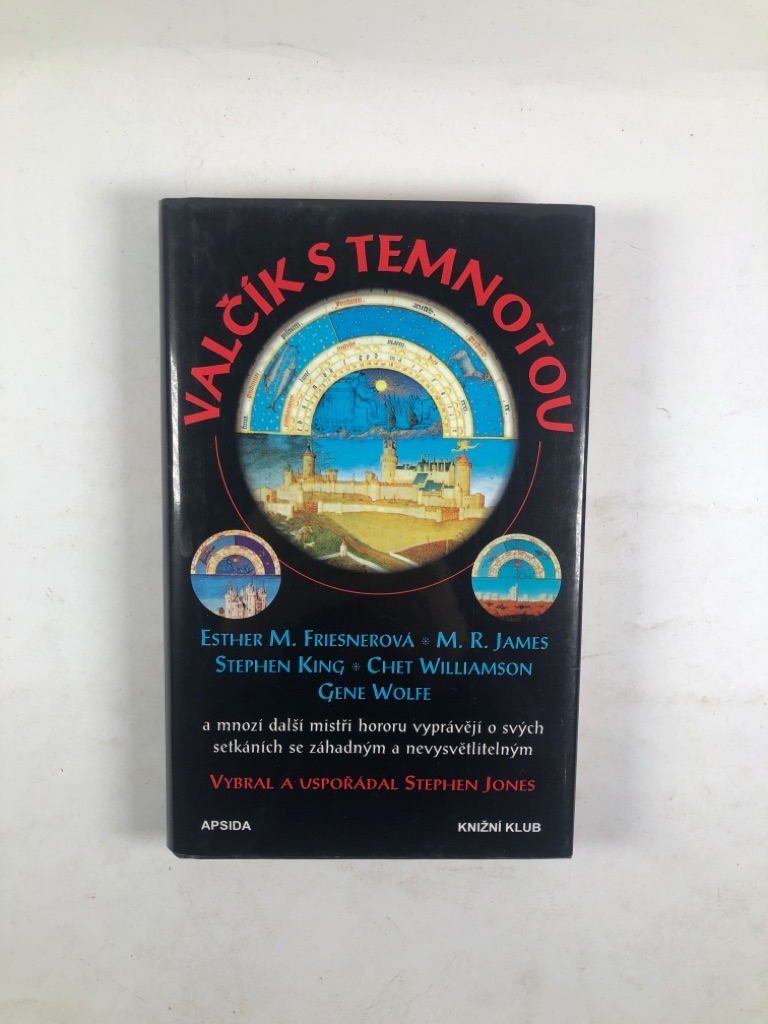 VALČÍK S TEMNOTOU
ESTHER M. FRIESNEROVÁ * M. R. JAMES
STEPHEN KING * CHET WILLIAMSON
GENE WOLFE
a mnozí další mistři hororu vyprávějí o svých
setkáních se záhadným a nevysvětlitelným
VYBRAL A USPOŘÁDAL STEPHEN JONES
APSIDA
KNIŽNÍ KLUB